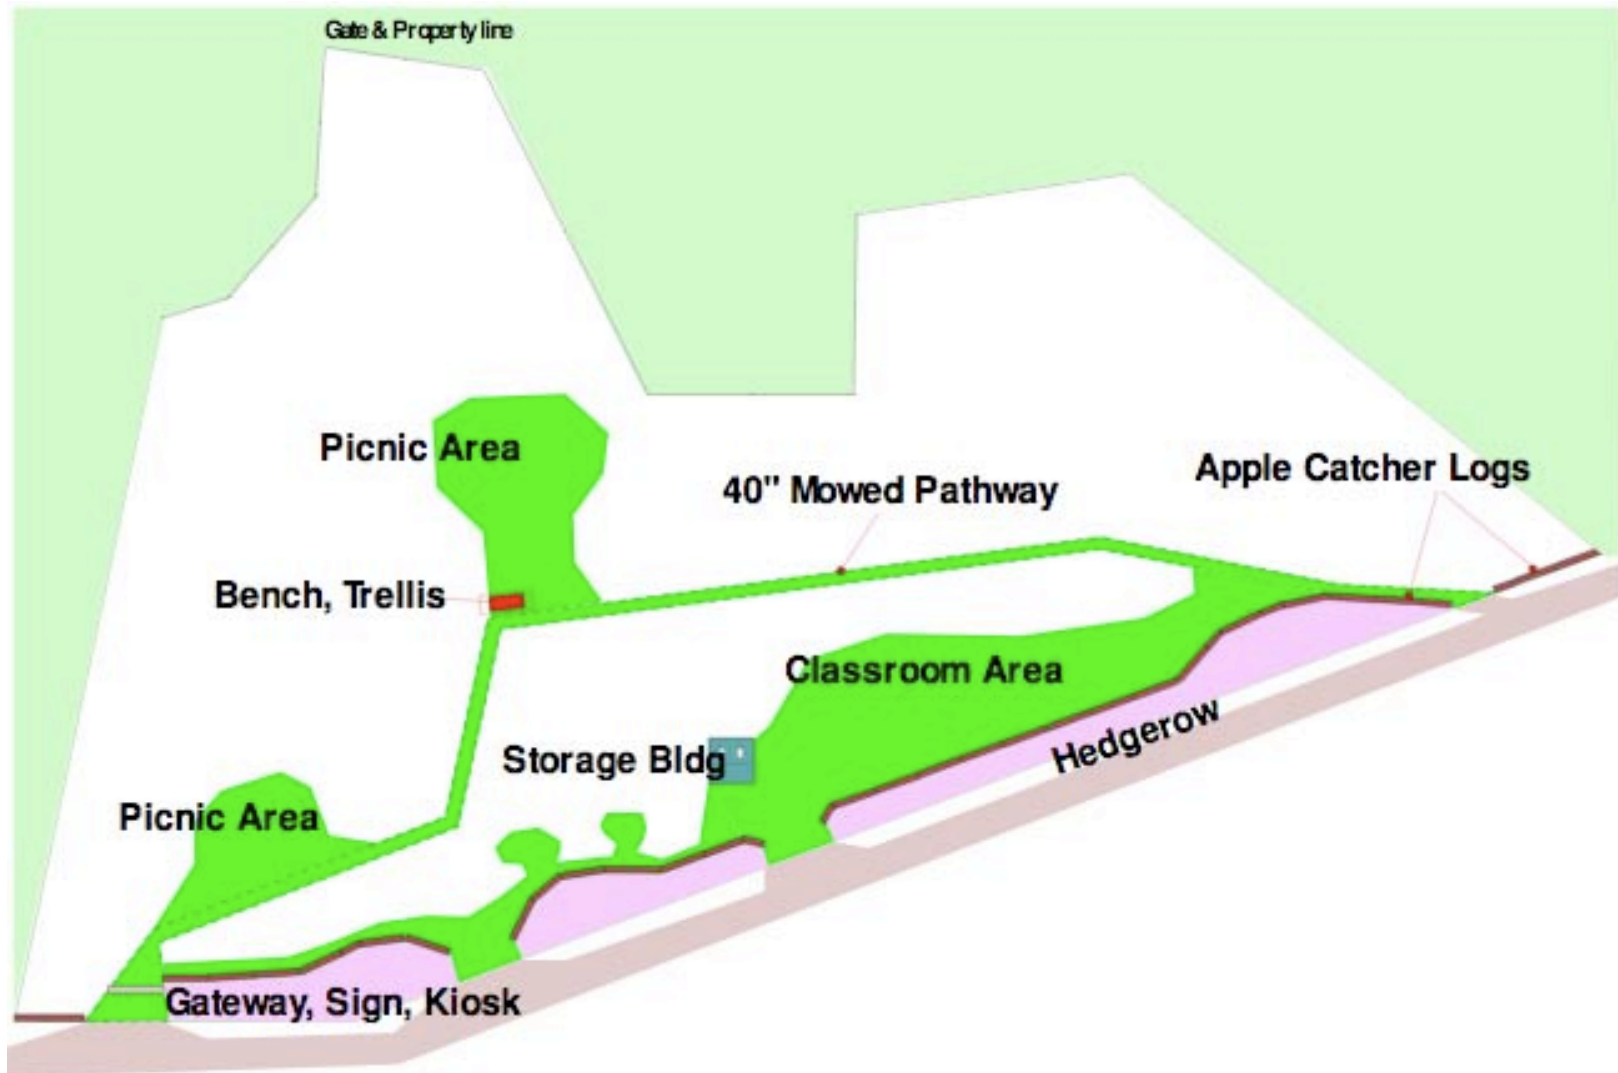 Gate & Property line
Picnic Area
40" Mowed Pathway
Apple Catcher Logs
Bench, Trellis
Classroom Area
Hedgerow
Storage Bldg
Picnic Area
Gateway, Sign, Kiosk